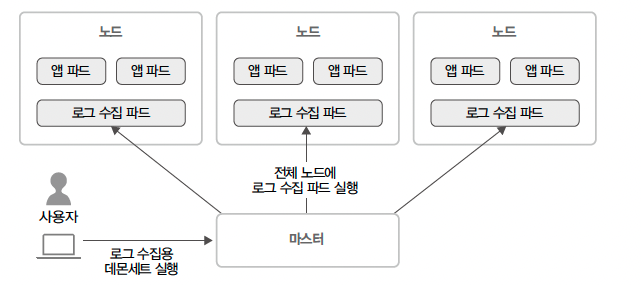 노드
노드
노드
앱 파드
앱 파드
앱 파드
앱 파드
앱 파드
앱 파드
로그 수집 파드
로그 수집 파드
로그 수집 파드
전체 노드에
로그 수집 파드 실행
사용자
마스터
로그 수집용
데몬세트 실행